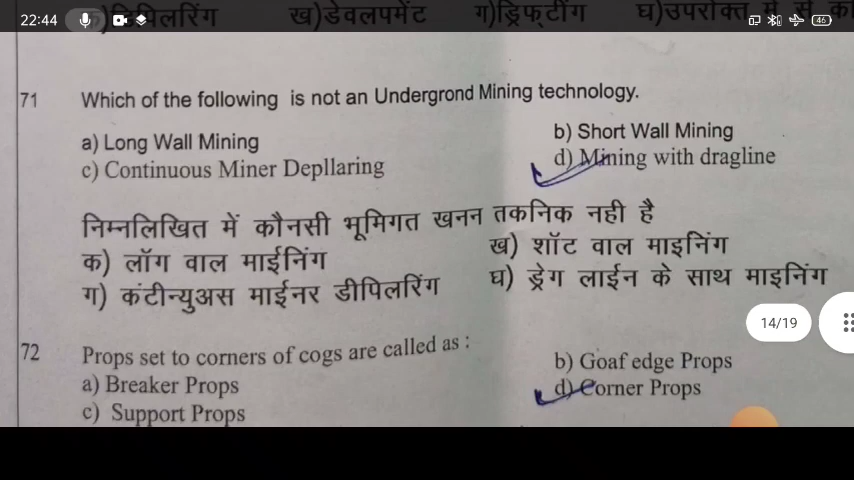 22:44
46
ख)डेवलपमेंट ग)ड्रिफ्टींग घ)उपरोक्त में से
71 Which of the following is not an Undergrond Mining technology.
a) Long Wall Mining b) Short Wall Mining
c) Continuous Miner Depllaring d) Mining with dragline
निम्नलिखित में कौनसी भूमिगत खनन तकनिक नही है
क) लॉग वाल माईनिंग ख) शॉट वाल माइनिंग
ग) कंटीन्युअस माईनर डीपिलरिंग घ) ड्रेग लाईन के साथ माइनिंग
14/19
72 Props set to corners of cogs are called as :
a) Breaker Props b) Goaf edge Props
c) Support Props d) Corner Props